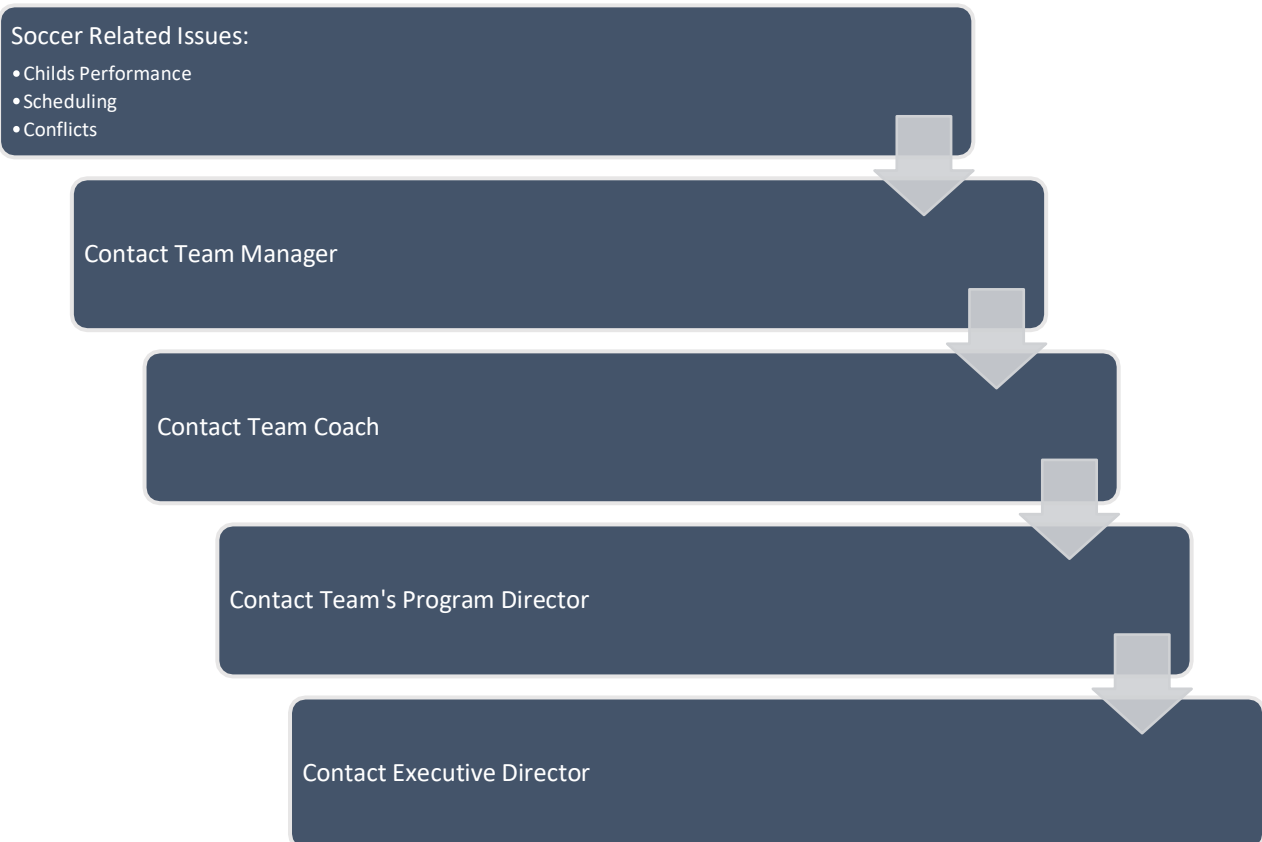 Soccer Related Issues:
•Childs Performance
•Scheduling
•Conflicts
Contact Team Manager
Contact Team Coach
Contact Team's Program Director
Contact Executive Director